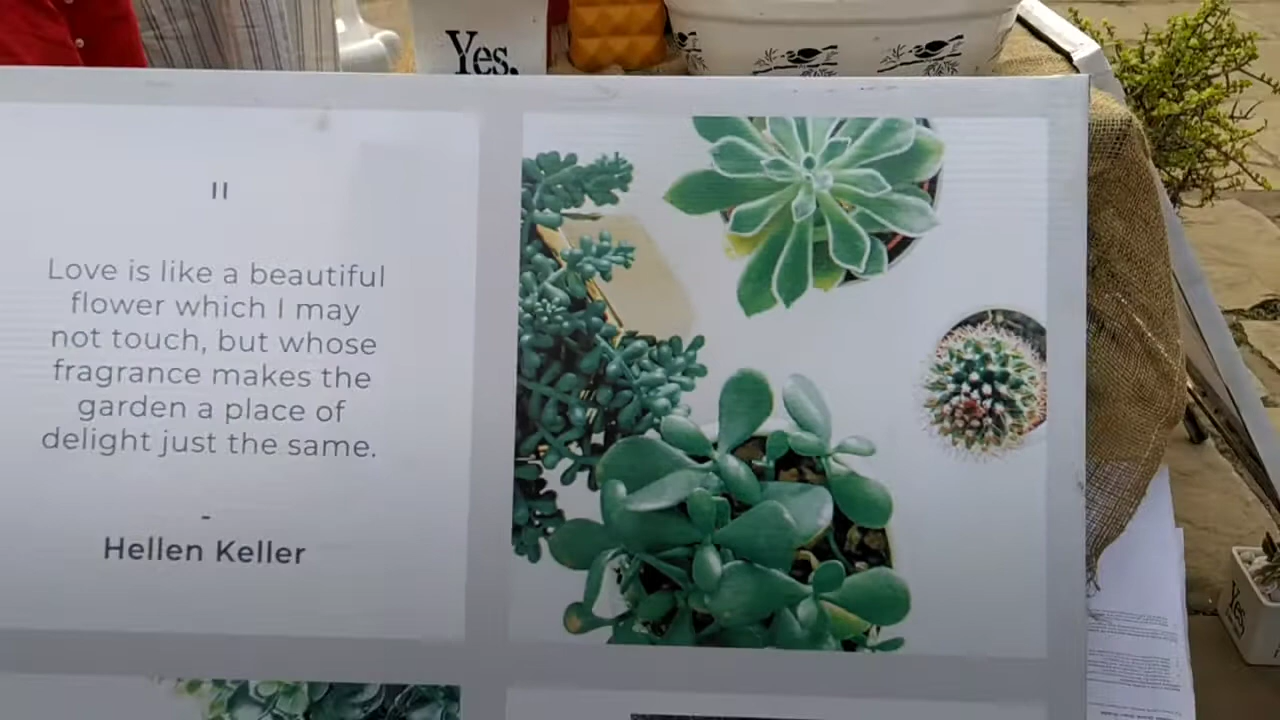 Yes.
"
Love is like a beautiful
flower which I may
not touch, but whose
fragrance makes the
garden a place of
delight just the same.
-
Hellen Keller
Yes